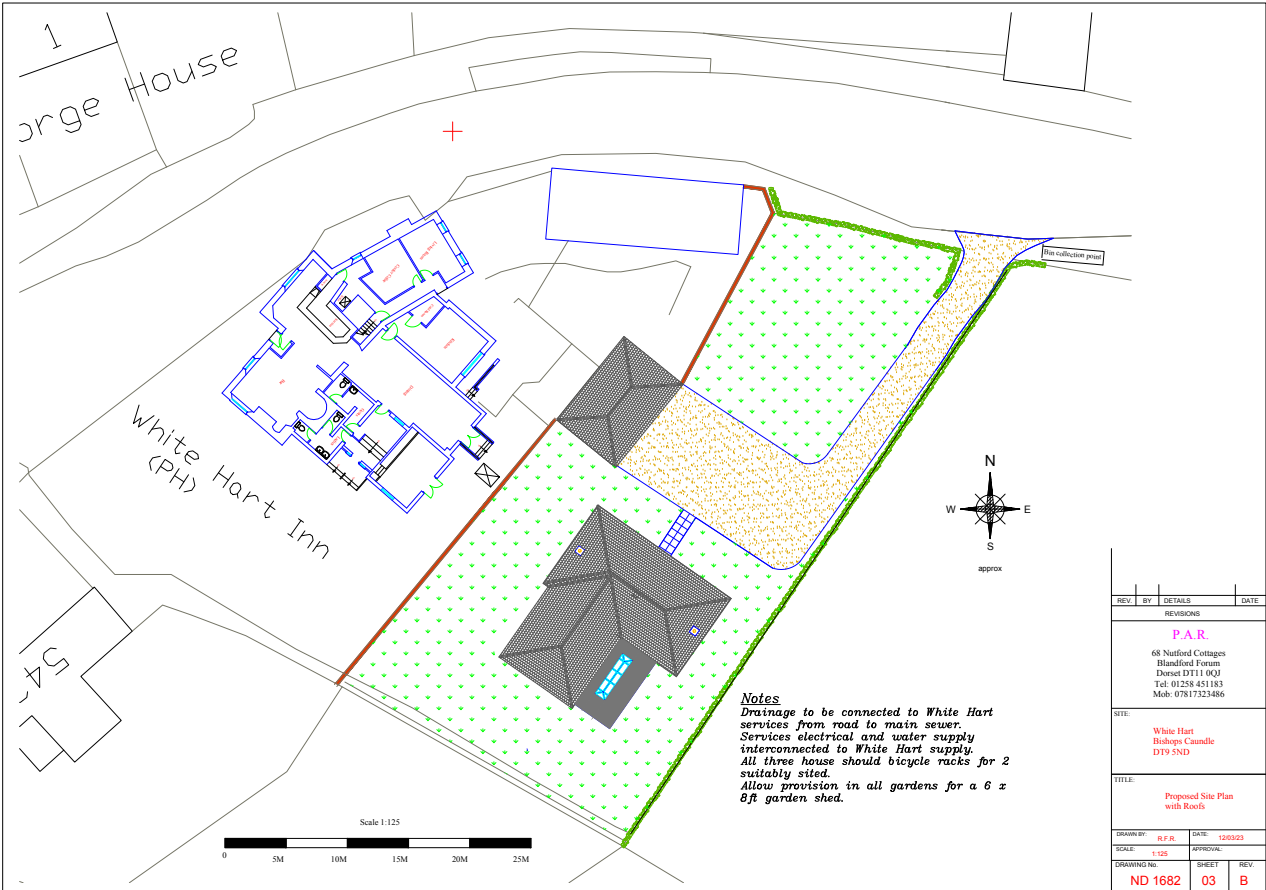 1
orge House
White Hart Inn
(PH)
54
Bin collection point
N
W E
S
approx
Notes
Drainage to be connected to White Hart
services from road to main sewer.
Services electrical and water supply
interconnected to White Hart supply.
All three house should bicycle racks for 2
suitably sited.
Allow provision in all gardens for a 6 x
8ft garden shed.
Scale 1:125
0 5M 10M 15M 20M 25M
REV. BY DETAILS DATE
REVISIONS
P.A.R.
68 Nutford Cottages
Blandford Forum
Dorset DT11 0QJ
Tel: 01258 451183
Mob: 07817323486
SITE:
White Hart
Bishops Caundle
DT9 5ND
TITLE:
Proposed Site Plan
with Roofs
DRAWN BY: R.F.R. DATE: 12/03/23
SCALE: 1:125 APPROVAL:
DRAWING No. SHEET REV.
ND 1682 03 B